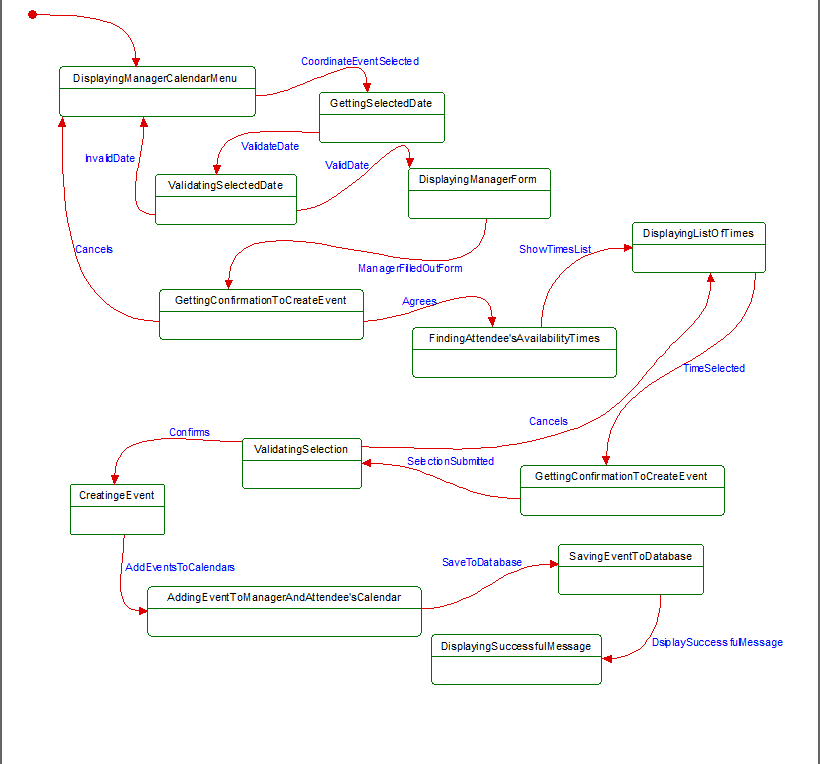 DisplayingManagerCalendarMenu
CoordinateEventSelected
GettingSelectedDate
ValidateDate
InvalidDate
ValidDate
ValidatingSelectedDate
DisplayingManagerForm
DisplayingListOfTimes
Cancels
ShowTimesList
ManagerFilledOutForm
GettingConfirmationToCreateEvent
Agrees
FindingAttendee'sAvailabilityTimes
TimeSelected
Cancels
Confirms
ValidatingSelection
SelectionSubmitted
GettingConfirmationToCreateEvent
CreatingeEvent
AddEventsToCalendars
SaveToDatabase
SavingEventToDatabase
AddingEventToManagerAndAttendee'sCalendar
DisplayingSuccessfulMessage
DsiplaySuccessfulMessage